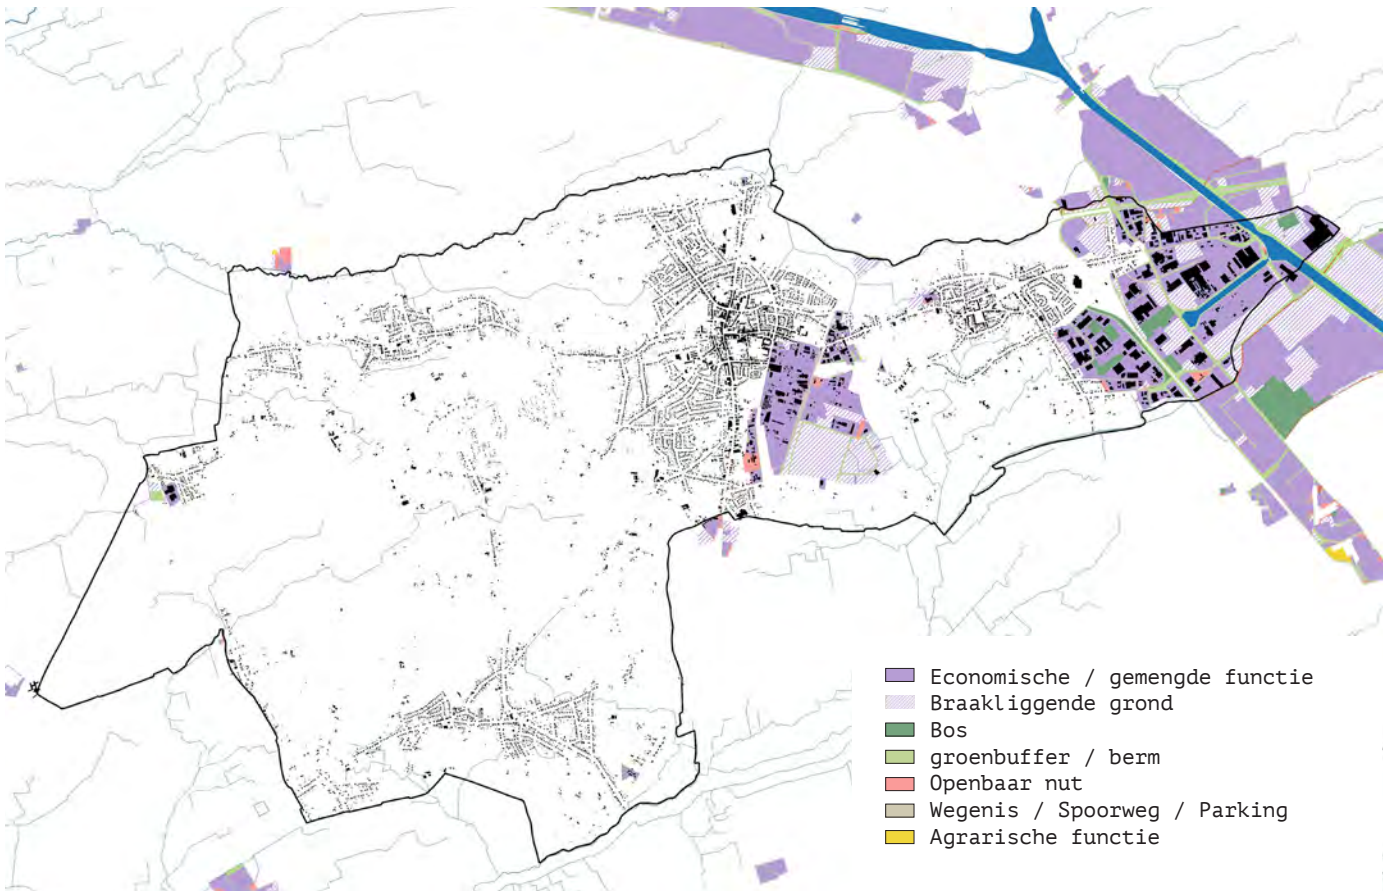 Economische / gemengde functie
Braakliggende grond
Bos
groenbuffer / berm
Openbaar nut
Wegenis / Spoorweg / Parking
Agrarische functie